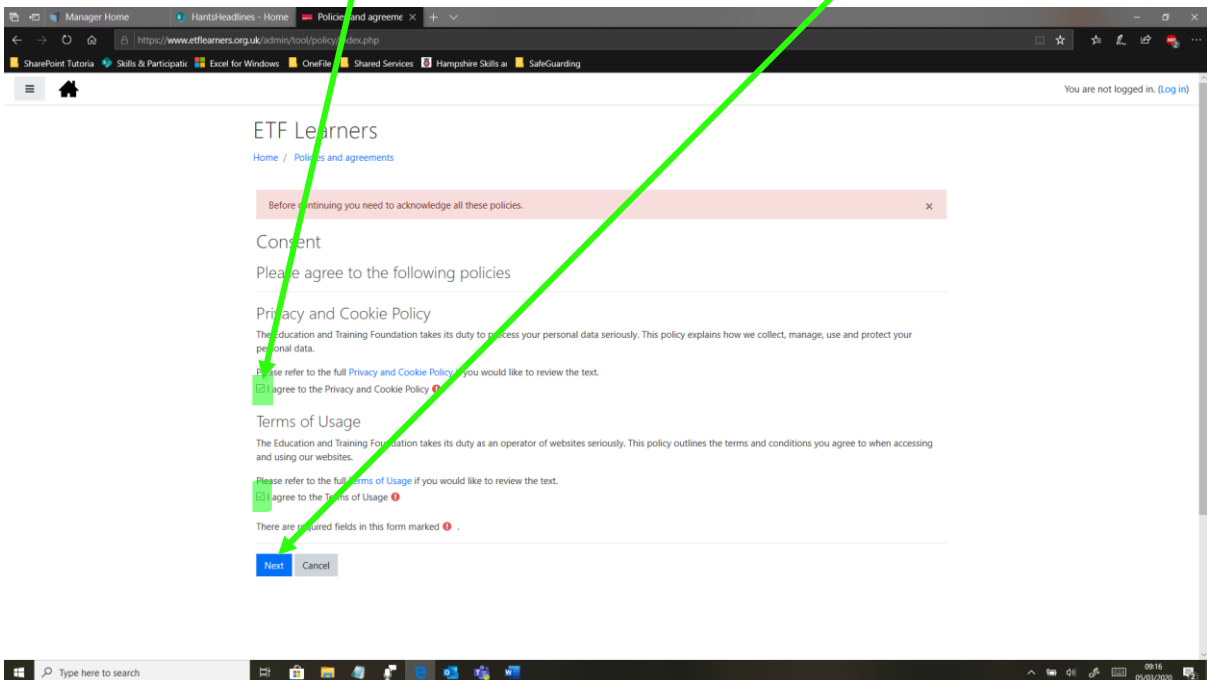 Manager Home
HantsHeadlines - Home
Policies and agreeme
https://www.etflearners.org.uk/admin/tool/policy/index.php
SharePoint Tutoria
Skills & Participatic
Excel for Windows
OneFile
Shared Services
Hampshire Skills ar
SafeGuarding
You are not logged in. (Log in)
ETF Learners
Home / Policies and agreements
Before continuing you need to acknowledge all these policies.
Consent
Please agree to the following policies
Privacy and Cookie Policy
The Education and Training Foundation takes its duty to process your personal data seriously. This policy explains how we collect, manage, use and protect your
personal data.
Please refer to the full Privacy and Cookie Policy if you would like to review the text.
I agree to the Privacy and Cookie Policy
Terms of Usage
The Education and Training Foundation takes its duty as an operator of websites seriously. This policy outlines the terms and conditions you agree to when accessing
and using our websites.
Please refer to the full Terms of Usage if you would like to review the text.
I agree to the Terms of Usage
There are required fields in this form marked .
Next Cancel
Type here to search
09:16
05/03/2020